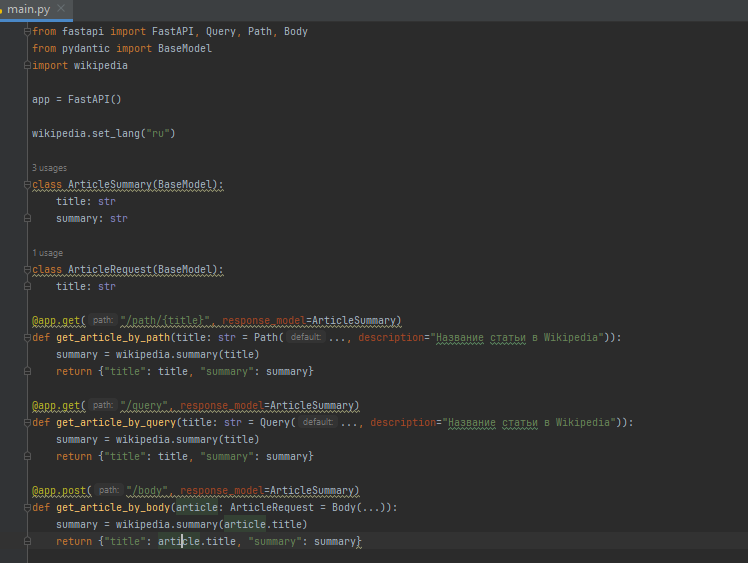 main.py
from fastapi import FastAPI, Query, Path, Body
from pydantic import BaseModel
import wikipedia
app = FastAPI()
wikipedia.set_lang("ru")
3 usages
class ArticleSummary(BaseModel):
    title: str
    summary: str
1 usage
class ArticleRequest(BaseModel):
    title: str
@app.get( path: "/path/{title}", response_model=ArticleSummary)
def get_article_by_path(title: str = Path( default: ..., description="Название статьи в Wikipedia")):
    summary = wikipedia.summary(title)
    return {"title": title, "summary": summary}
@app.get( path: "/query", response_model=ArticleSummary)
def get_article_by_query(title: str = Query( default: ..., description="Название статьи в Wikipedia")):
    summary = wikipedia.summary(title)
    return {"title": title, "summary": summary}
@app.post( path: "/body", response_model=ArticleSummary)
def get_article_by_body(article: ArticleRequest = Body(...)):
    summary = wikipedia.summary(article.title)
    return {"title": article.title, "summary": summary}